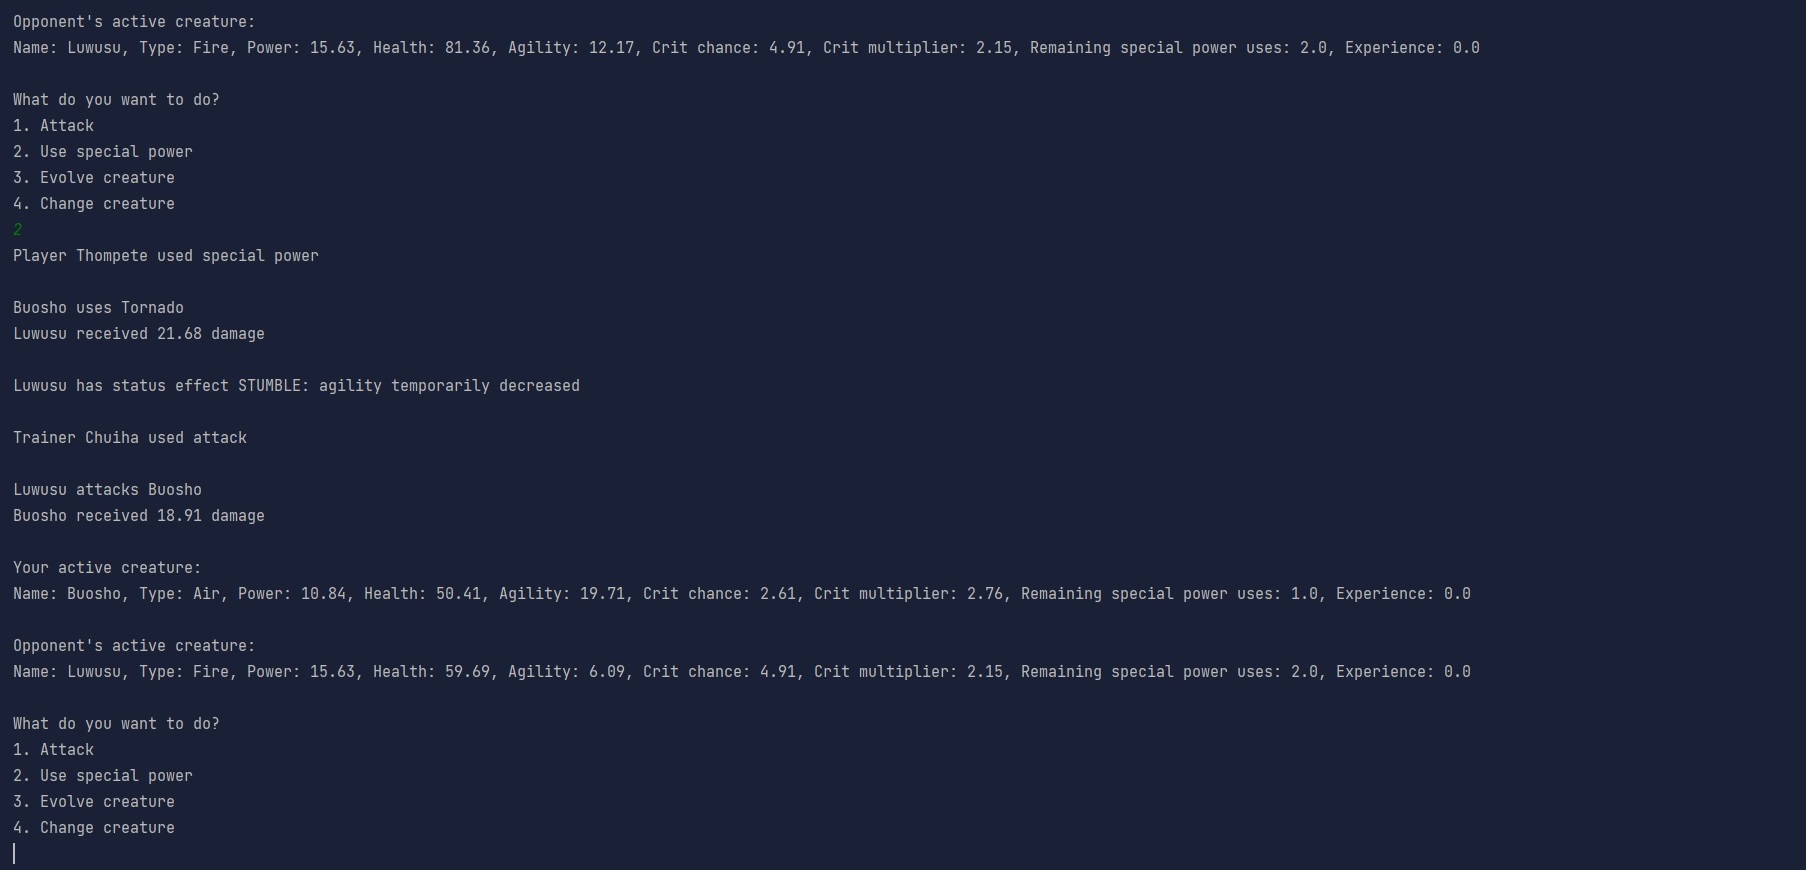 Opponent's active creature:
Name: Luwusu, Type: Fire, Power: 15.63, Health: 81.36, Agility: 12.17, Crit chance: 4.91, Crit multiplier: 2.15, Remaining special power uses: 2.0, Experience: 0.0
What do you want to do?
1. Attack
2. Use special power
3. Evolve creature
4. Change creature
2
Player Thompete used special power
Buosho uses Tornado
Luwusu received 21.68 damage
Luwusu has status effect STUMBLE: agility temporarily decreased
Trainer Chuiha used attack
Luwusu attacks Buosho
Buosho received 18.91 damage
Your active creature:
Name: Buosho, Type: Air, Power: 10.84, Health: 50.41, Agility: 19.71, Crit chance: 2.61, Crit multiplier: 2.76, Remaining special power uses: 1.0, Experience: 0.0
Opponent's active creature:
Name: Luwusu, Type: Fire, Power: 15.63, Health: 59.69, Agility: 6.09, Crit chance: 4.91, Crit multiplier: 2.15, Remaining special power uses: 2.0, Experience: 0.0
What do you want to do?
1. Attack
2. Use special power
3. Evolve creature
4. Change creature